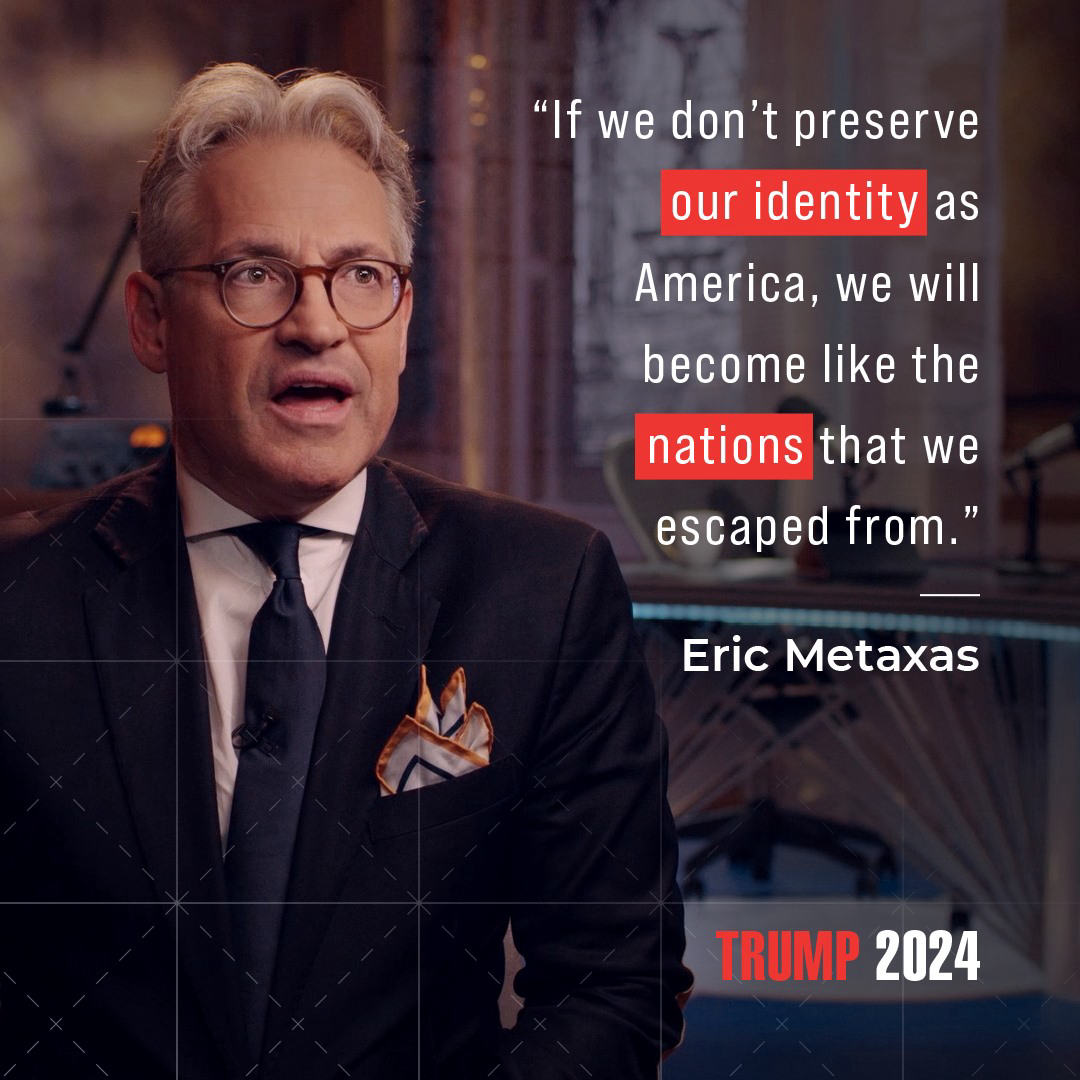 “If we don’t preserve
our identity as
America, we will
become like the
nations that we
escaped from.”
Eric Metaxas
TRUMP 2024